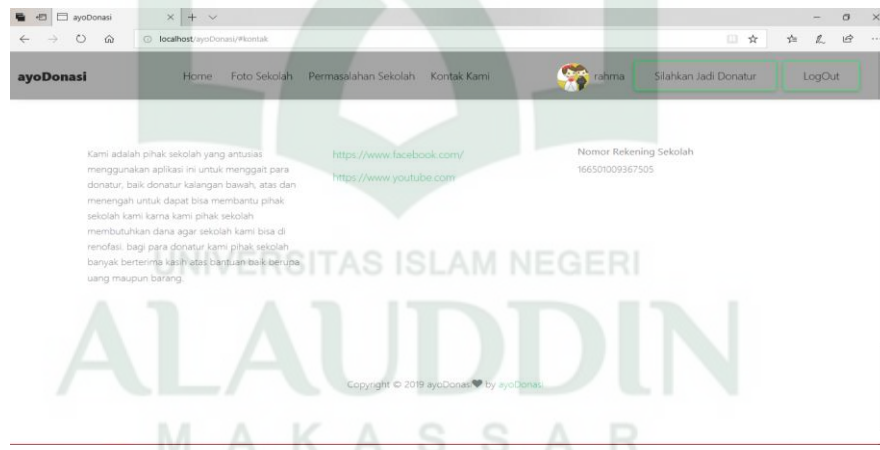 ayoDonasi
localhost/ayoDonasi/#kontak
ayoDonasi Home Foto Sekolah Permasalahan Sekolah Kontak Kami rahma Silahkan Jadi Donatur LogOut
Kami adalah pihak sekolah yang antusias
menggunakan aplikasi ini untuk menggait para
donatur, baik donatur kalangan bawah, atas dan
menengah untuk dapat bisa membantu pihak
sekolah kami karna kami pihak sekolah
membutuhkan dana agar sekolah kami bisa di
renofasi. bagi para donatur kami pihak sekolah
banyak berterima kasih atas bantuan baik berupa
uang maupun barang.
https://www.facebook.com/
https://www.youtube.com
Nomor Rekening Sekolah
166501009367505
UNIVERSITAS ISLAM NEGERI
ALAUDDIN
Copyright © 2019 ayoDonasi by ayoDonasi
MAKASSAR